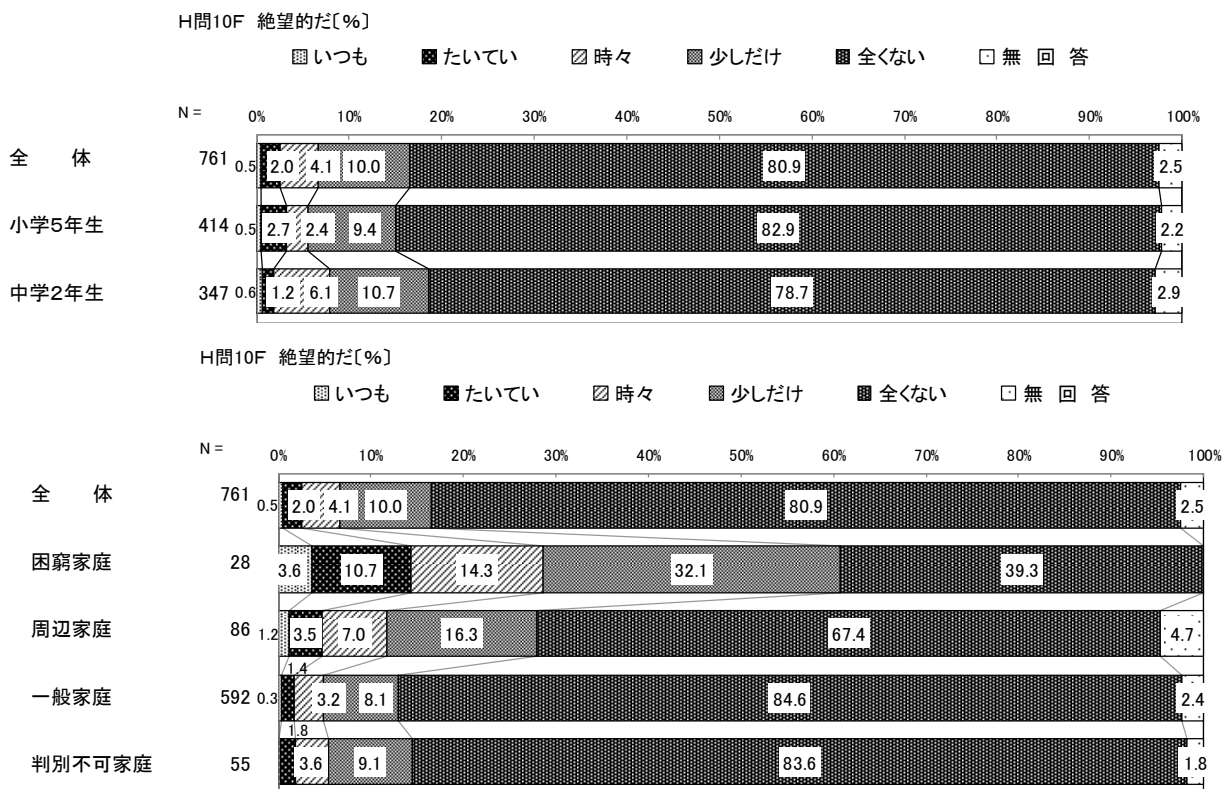 H問10F 絶望的だ〔%〕
いつも たいてい 時々 少しだけ 全くない 無 回 答
N = 0% 10% 20% 30% 40% 50% 60% 70% 80% 90% 100%
全 体 761 0.5 2.0 4.1 10.0 80.9 2.5
小学5年生 414 0.5 2.7 2.4 9.4 82.9 2.2
中学2年生 347 0.6 1.2 6.1 10.7 78.7 2.9
H問10F 絶望的だ〔%〕
いつも たいてい 時々 少しだけ 全くない 無 回 答
N = 0% 10% 20% 30% 40% 50% 60% 70% 80% 90% 100%
全 体 761 0.5 2.0 4.1 10.0 80.9 2.5
困窮家庭 28 3.6 10.7 14.3 32.1 39.3
周辺家庭 86 1.2 3.5 7.0 16.3 67.4 4.7
一般家庭 592 0.3 1.4 3.2 8.1 84.6 2.4
判別不可家庭 55 1.8 3.6 9.1 83.6 1.8